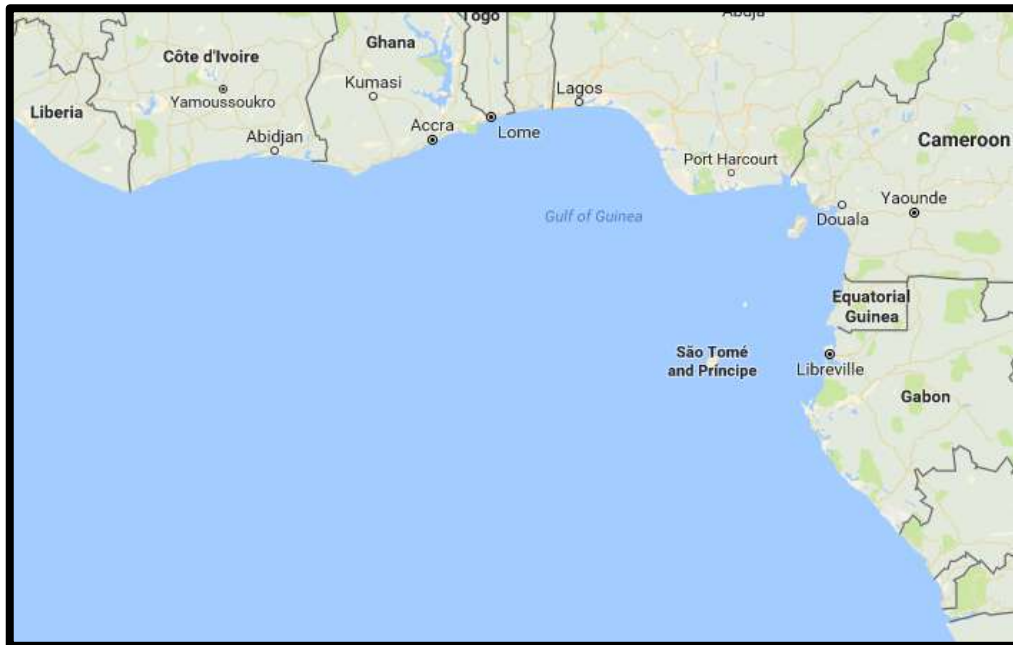 Togo
Abuja
Ghana
Côte d'Ivoire
Kumasi
Lagos
Yamoussoukro
Liberia
Accra
Lome
Abidjan
Cameroon
Port Harcourt
Yaounde
Gulf of Guinea
Douala
Equatorial
Guinea
São Tomé
and Príncipe
Libreville
Gabon